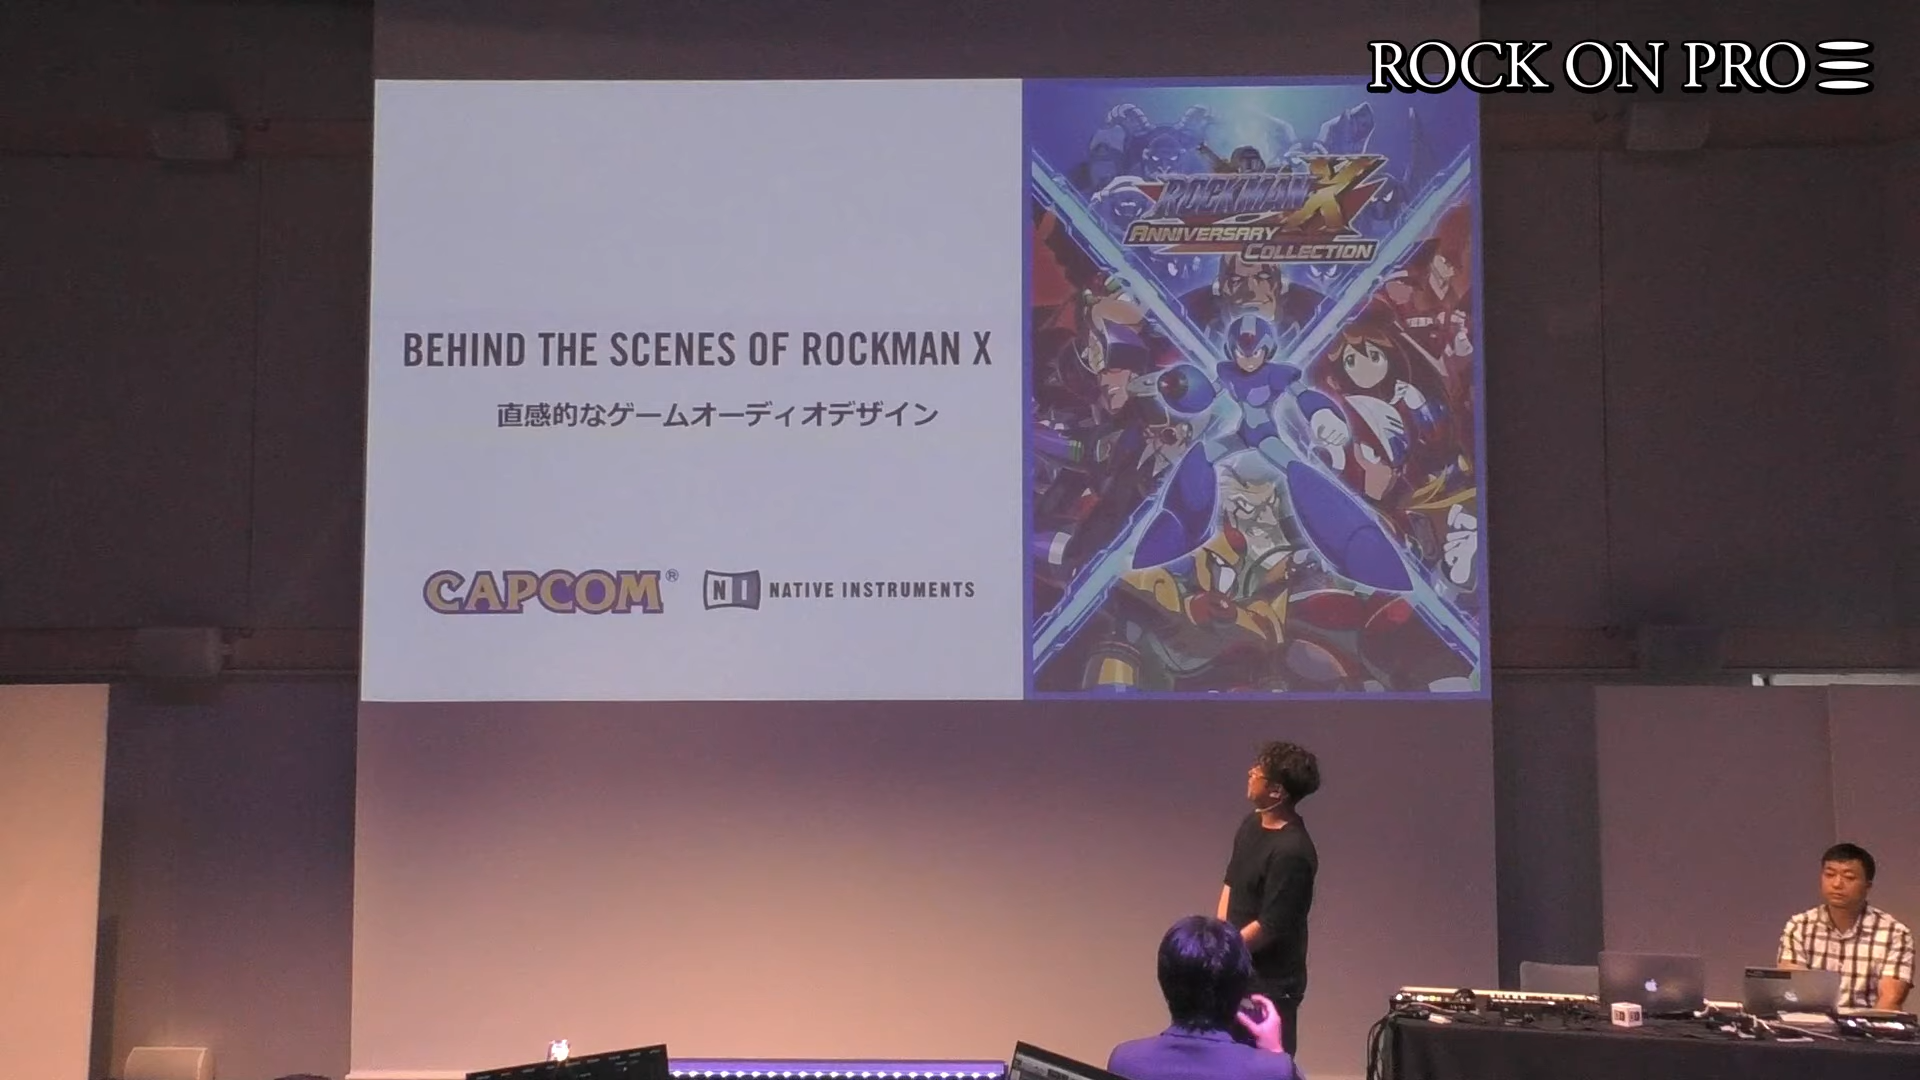 ROCK ON PRO
ROCKMAN X
ANNIVERSARY
COLLECTION
BEHIND THE SCENES OF ROCKMAN X
直感的なゲームオーディオデザイン
CAPCOM®
NI NATIVE INSTRUMENTS